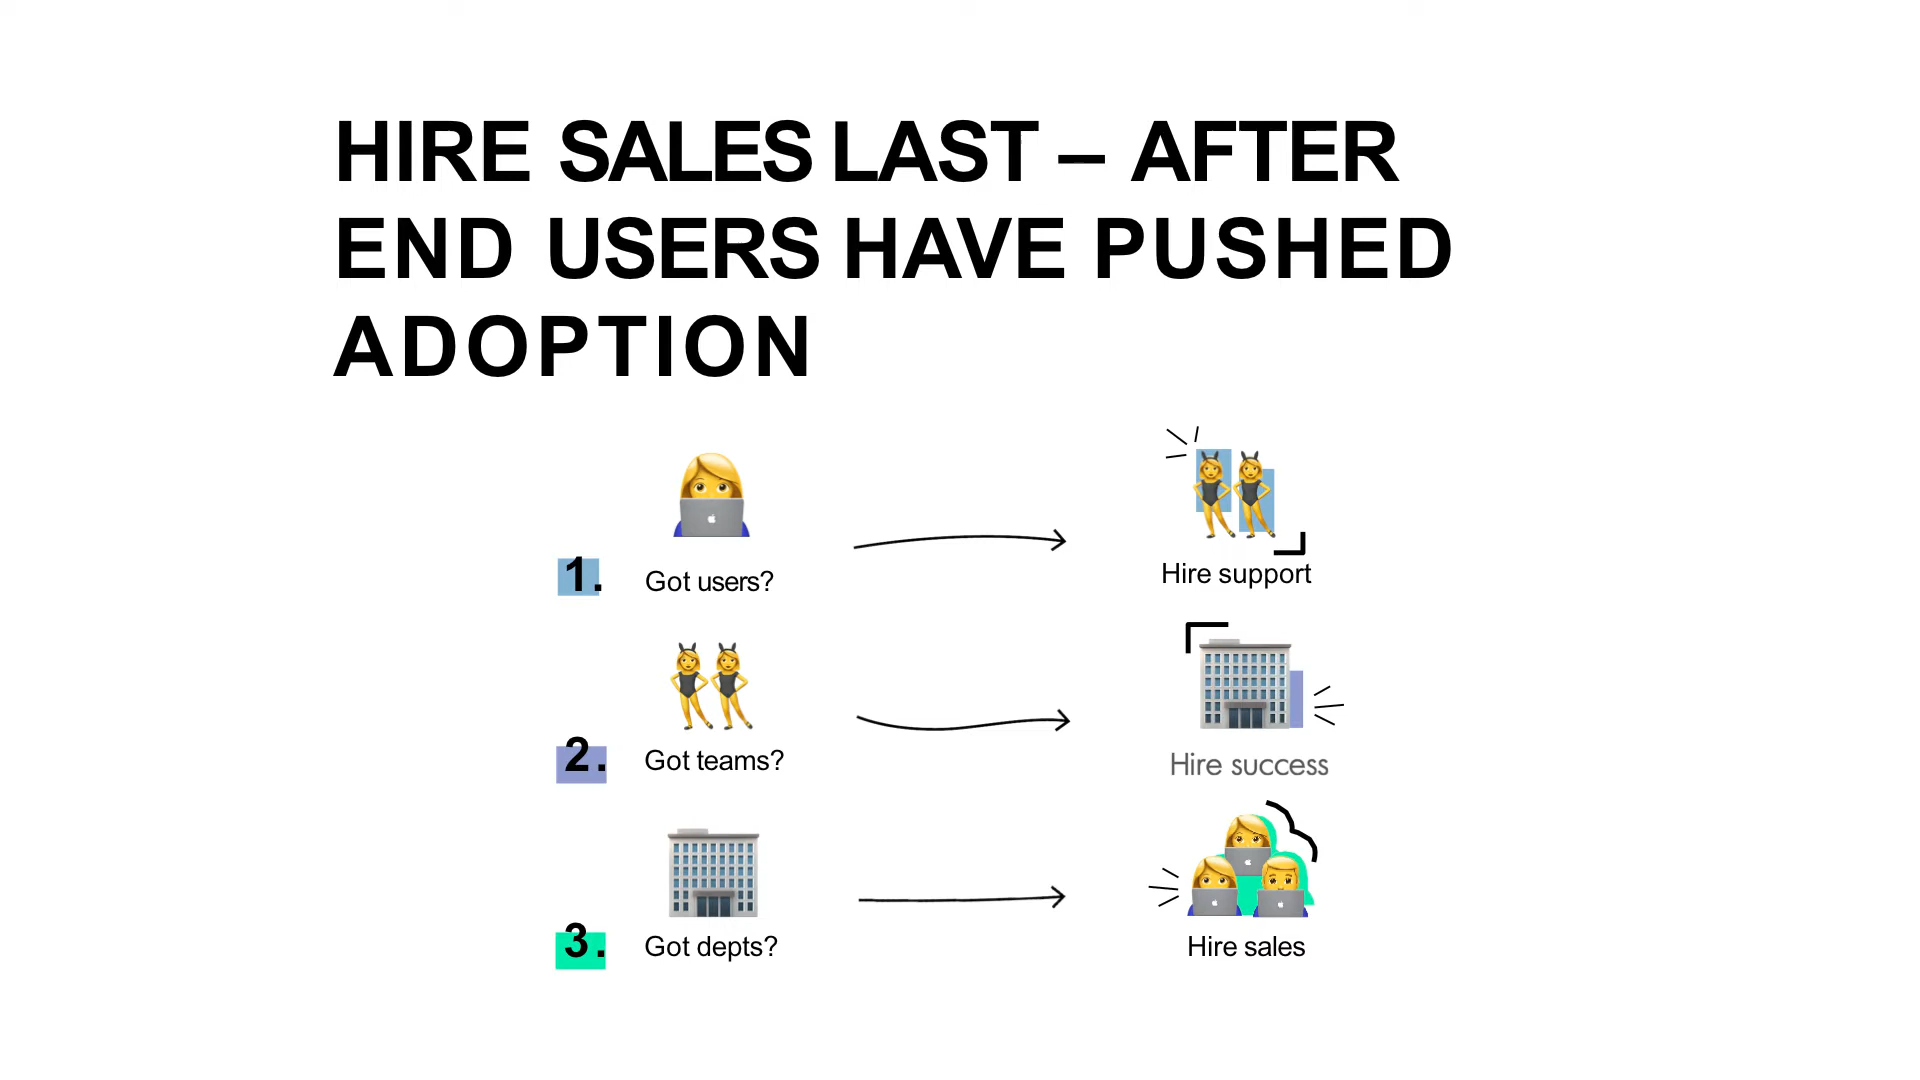 HIRE SALES LAST – AFTER
END USERS HAVE PUSHED
ADOPTION
1. Got users?
Hire support
2. Got teams?
Hire success
3. Got depts?
Hire sales